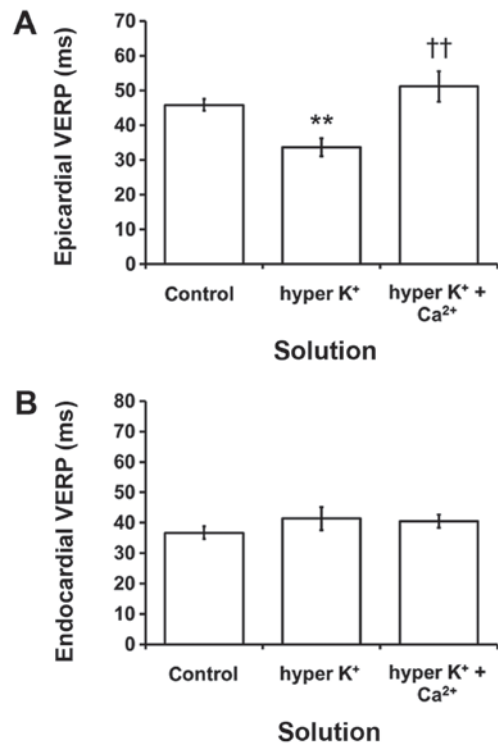 A
Epicardial VERP (ms)
70
60
50
40
30
20
10
0
**
††
Control
hyper K⁺
hyper K⁺ +
Ca²⁺
Solution
B
Endocardial VERP (ms)
80
70
60
50
40
30
20
10
0
Control
hyper K⁺
hyper K⁺ +
Ca²⁺
Solution